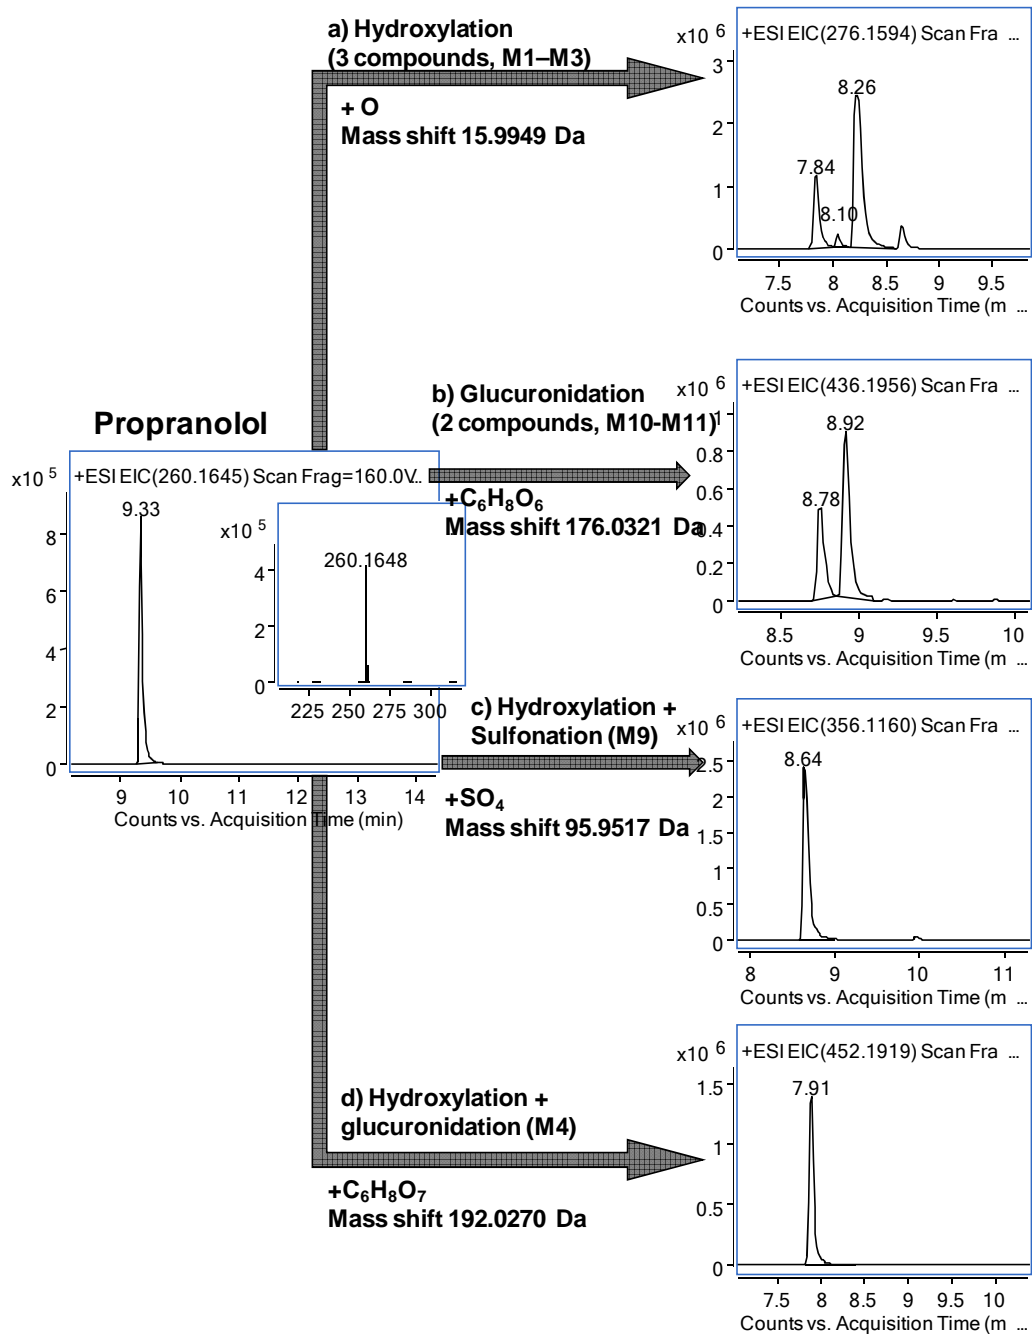 a) Hydroxylation
(3 compounds, M1–M3)
+ O
Mass shift 15.9949 Da
x10 6
+ESI EIC(276.1594) Scan Fra ...
3
2
1
0
7.84
8.10
8.26
7.5 8 8.5 9 9.5
Counts vs. Acquisition Time (m ...
b) Glucuronidation
(2 compounds, M10-M11)
+C6H8O6
Mass shift 176.0321 Da
x10 6
+ESI EIC(436.1956) Scan Fra ...
1
0.8
0.6
0.4
0.2
0
8.78
8.92
8.5 9 9.5 10
Counts vs. Acquisition Time (m ...
Propranolol
x10 5
+ESI EIC(260.1645) Scan Frag=160.0V...
9.33
8
6
4
2
0
9 10 11 12 13 14
Counts vs. Acquisition Time (min)
x10 5
260.1648
4
2
0
225 250 275 300
c) Hydroxylation +
Sulfonation (M9)
+SO4
Mass shift 95.9517 Da
x10 6
+ESI EIC(356.1160) Scan Fra ...
2.5
2
1.5
1
0.5
0
8.64
8 9 10 11
Counts vs. Acquisition Time (m ...
d) Hydroxylation +
glucuronidation (M4)
+C6H8O7
Mass shift 192.0270 Da
x10 6
+ESI EIC(452.1919) Scan Fra ...
1.5
1
0.5
0
7.91
7.5 8 8.5 9 9.5 10
Counts vs. Acquisition Time (m ...